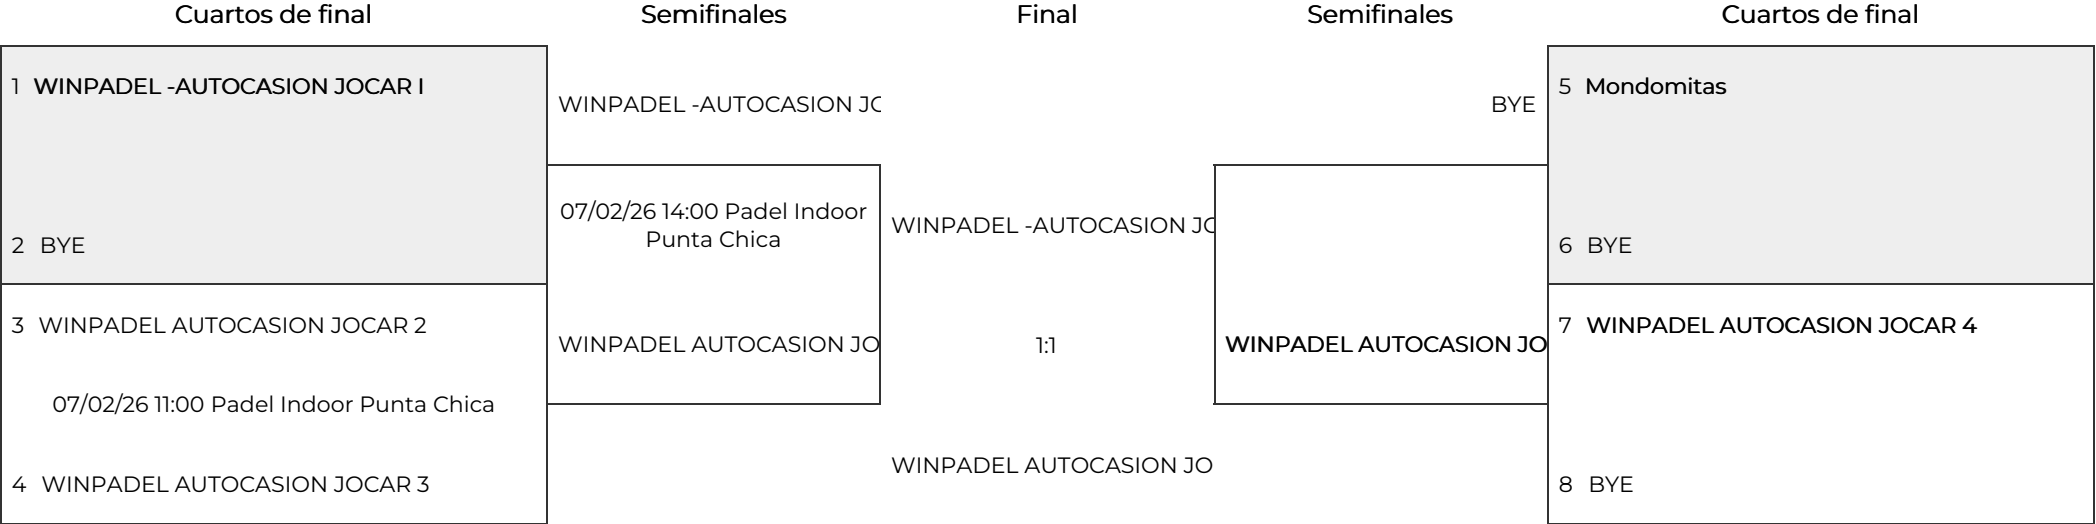 Cuartos de final
Semifinales
Final
Semifinales
Cuartos de final
1 WINPADEL -AUTOCASION JOCAR I
2 BYE
3 WINPADEL AUTOCASION JOCAR 2
07/02/26 11:00 Padel Indoor Punta Chica
4 WINPADEL AUTOCASION JOCAR 3
WINPADEL -AUTOCASION JO
07/02/26 14:00 Padel Indoor
Punta Chica
WINPADEL AUTOCASION JO
WINPADEL -AUTOCASION JO
1:1
WINPADEL AUTOCASION JO
BYE
WINPADEL AUTOCASION JO
5 Mondomitas
6 BYE
7 WINPADEL AUTOCASION JOCAR 4
8 BYE